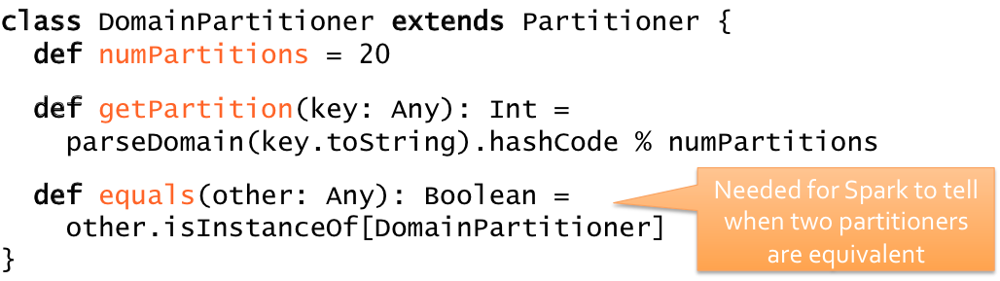 class DomainPartitioner extends Partitioner {
  def numPartitions = 20
  def getPartition(key: Any): Int =
    parseDomain(key.toString).hashCode % numPartitions
  def equals(other: Any): Boolean =
    other.isInstanceOf[DomainPartitioner]
}
Needed for Spark to tell
when two partitioners
are equivalent